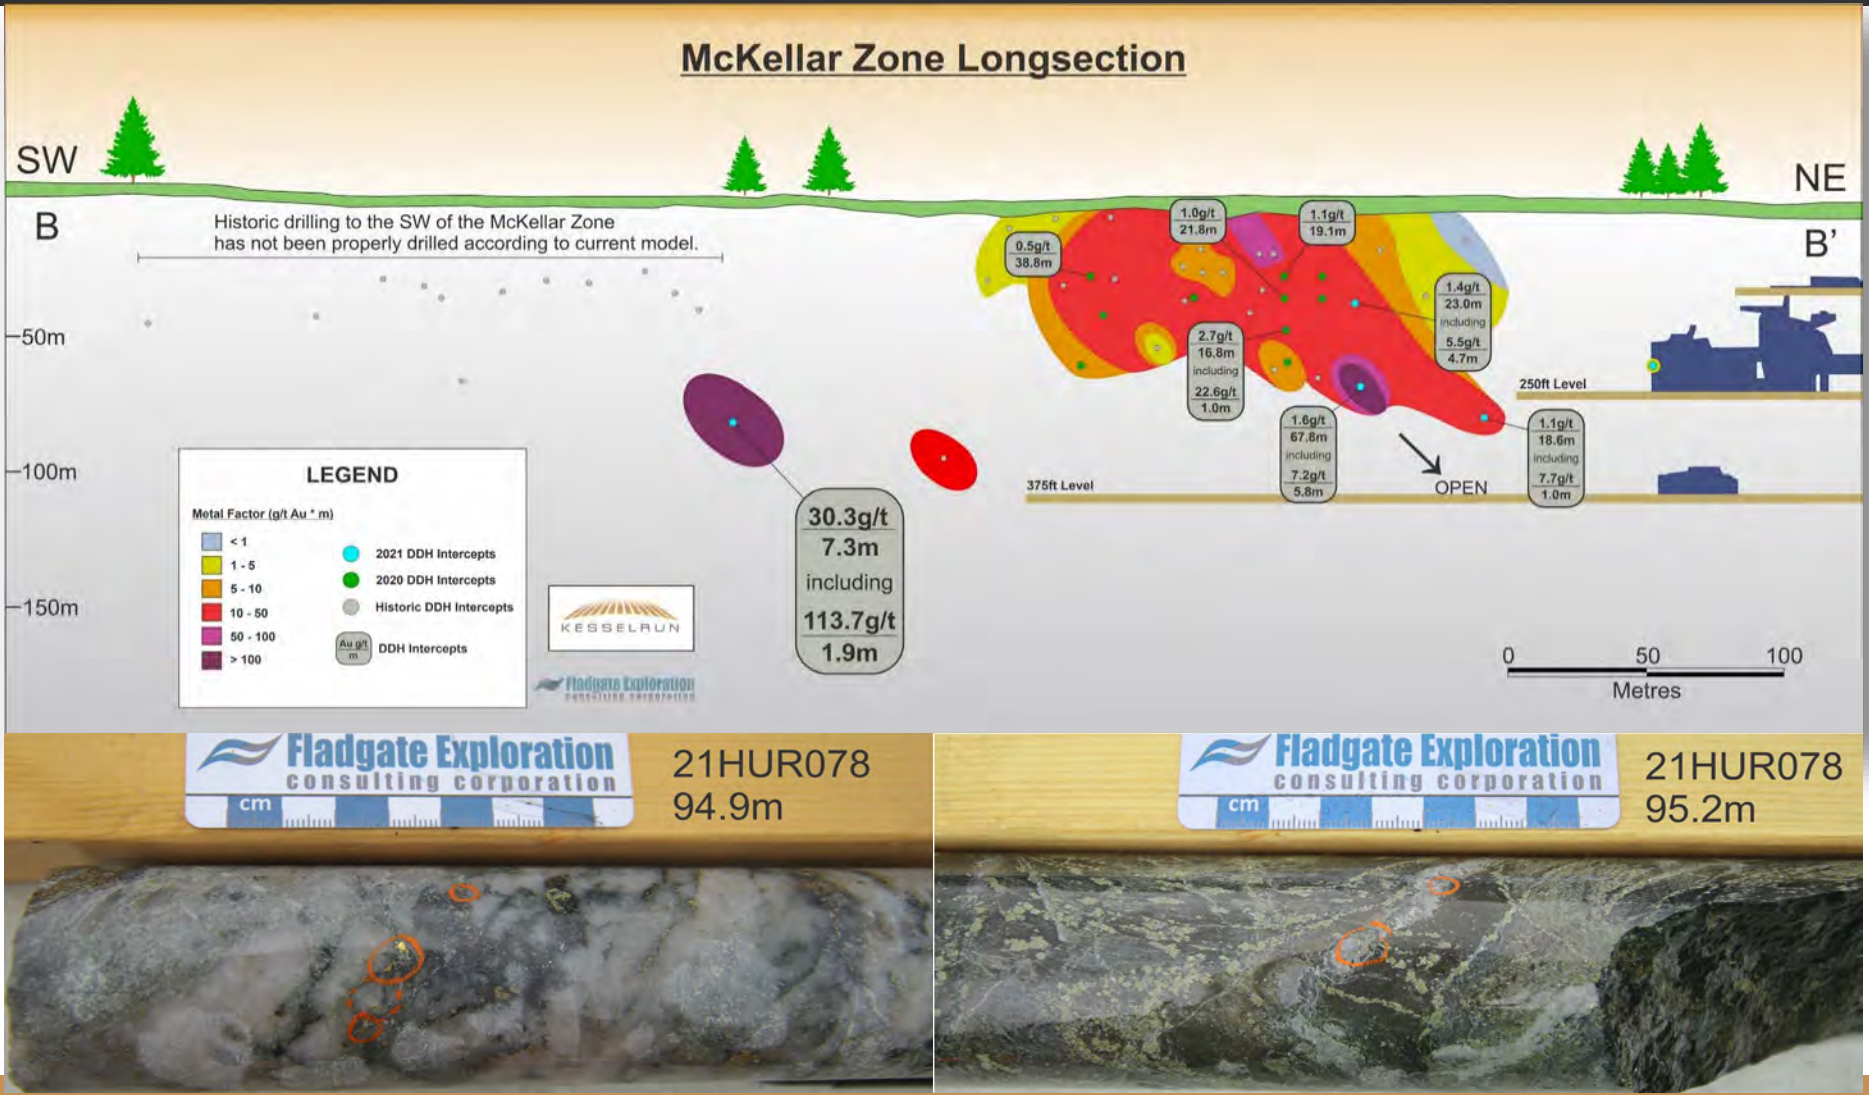 McKellar Zone Longsection
SW
NE
B
B'
Historic drilling to the SW of the McKellar Zone
has not been properly drilled according to current model.
50m
100m
150m
0.5g/t
38.8m
1.0g/t
21.8m
1.1g/t
19.1m
1.4g/t
23.0m
including
5.5g/t
4.7m
2.7g/t
16.8m
including
22.6g/t
1.0m
1.6g/t
67.8m
including
7.2g/t
5.8m
1.1g/t
18.6m
including
7.7g/t
1.0m
250ft Level
375ft Level
OPEN
30.3g/t
7.3m
including
113.7g/t
1.9m
LEGEND
Metal Factor (g/t Au * m)
< 1
1 - 5
5 - 10
10 - 50
50 - 100
> 100
2021 DDH Intercepts
2020 DDH Intercepts
Historic DDH Intercepts
Au g/t
m
DDH Intercepts
KESSELRUN
Fladgate Exploration
consulting corporation
0 50 100
Metres
Fladgate Exploration
consulting corporation
cm
21HUR078
94.9m
Fladgate Exploration
consulting corporation
cm
21HUR078
95.2m